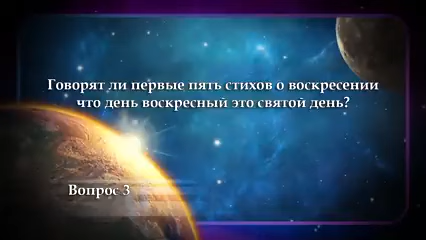 Говорят ли первые пять стихов о воскресении
что день воскресный это святой день?
Вопрос 3